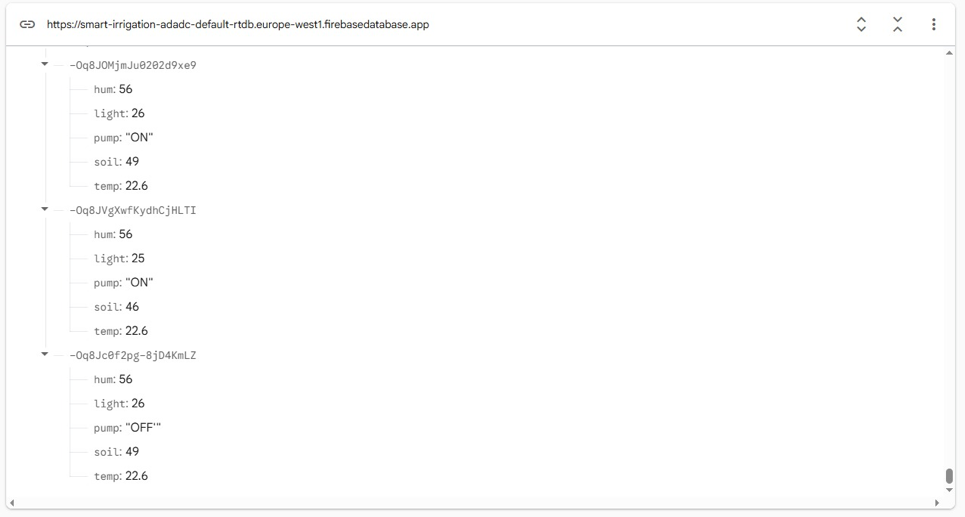 https://smart-irrigation-adadc-default-rtdb.europe-west1.firebasedatabase.app
-Oq8JOMjmJu0202d9xe9
hum: 56
light: 26
pump: "ON"
soil: 49
temp: 22.6
-Oq8JVgXwfKydhCjHLTI
hum: 56
light: 25
pump: "ON"
soil: 46
temp: 22.6
-Oq8Jc0f2pg-8jD4KmLZ
hum: 56
light: 26
pump: "OFF'"
soil: 49
temp: 22.6